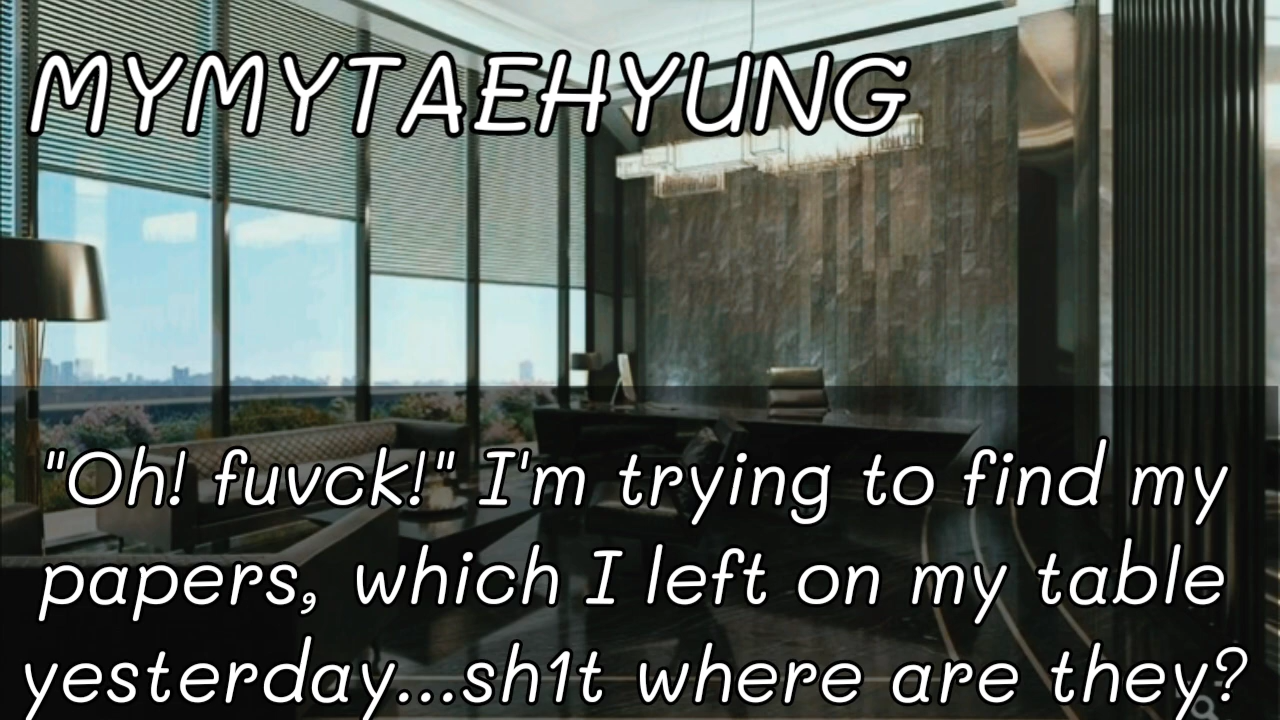 MYMYTAEHYUNG
"Oh! fuvck!" I'm trying to find my
papers, which I left on my table
yesterday...sh1t where are they?